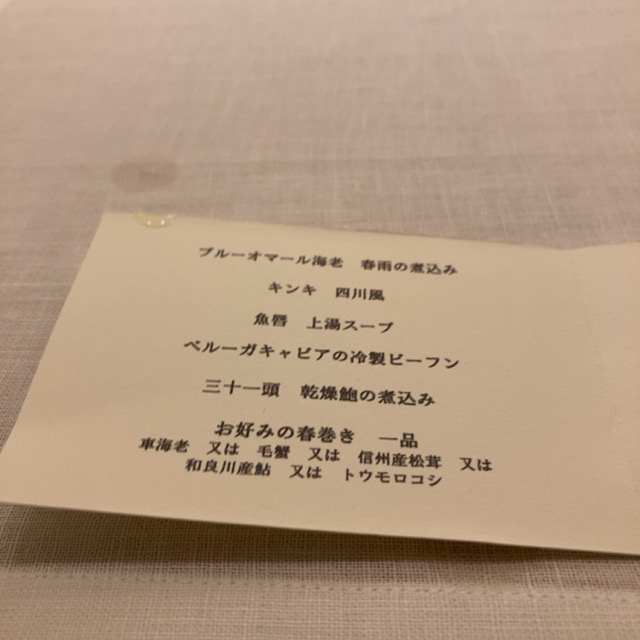 ブルーオマール海老　春雨の煮込み
キンキ　四川風
魚唇　上湯スープ
ベルーガキャビアの冷製ビーフン
三十一頭　乾燥鮑の煮込み
お好みの春巻き　一品
車海老　又は　毛蟹　又は　信州産松茸　又は
和良川産鮎　又は　トウモロコシ